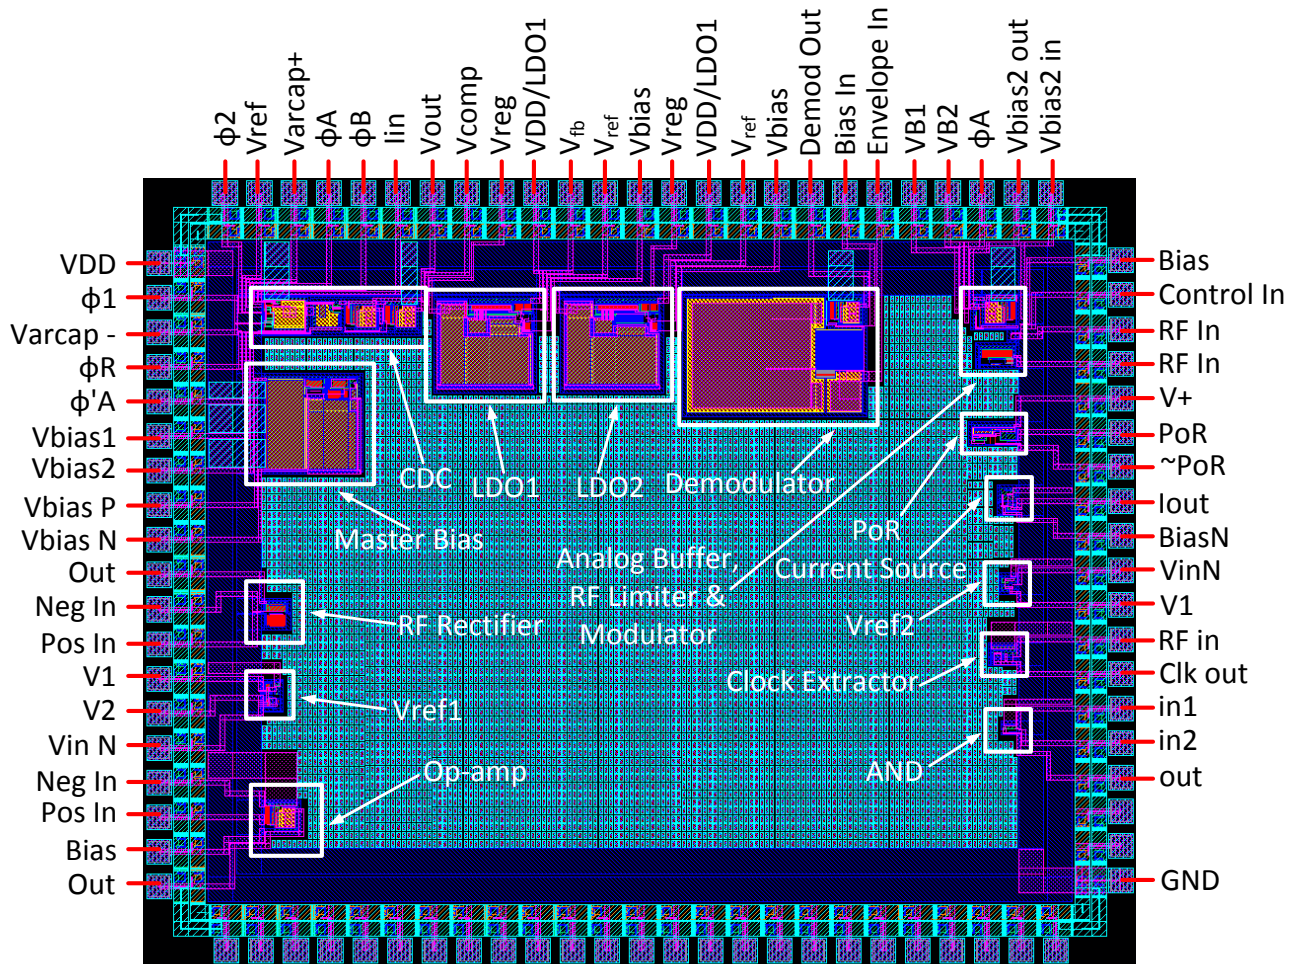 ϕ2
Vref
Varcap+
ϕA
ϕB
Iin
Vout
Vcomp
Vreg
VDD/LDO1
Vfb
Vref
Vbias
Vreg
VDD/LDO1
Vref
Vbias
Demod Out
Bias In
Envelope In
VB1
VB2
ϕA
Vbias2 out
Vbias2 in
VDD
ϕ1
Varcap -
ϕR
ϕ'A
Vbias1
Vbias2
Vbias P
Vbias N
Out
Neg In
Pos In
V1
V2
Vin N
Neg In
Pos In
Bias
Out
CDC
LDO1
LDO2
Demodulator
Master Bias
Analog Buffer,
RF Limiter &
Modulator
PoR
Current Source
RF Rectifier
Vref2
Clock Extractor
Vref1
Op-amp
AND
Bias
Control In
RF In
RF In
V+
PoR
~PoR
Iout
BiasN
VinN
V1
RF in
Clk out
in1
in2
out
GND